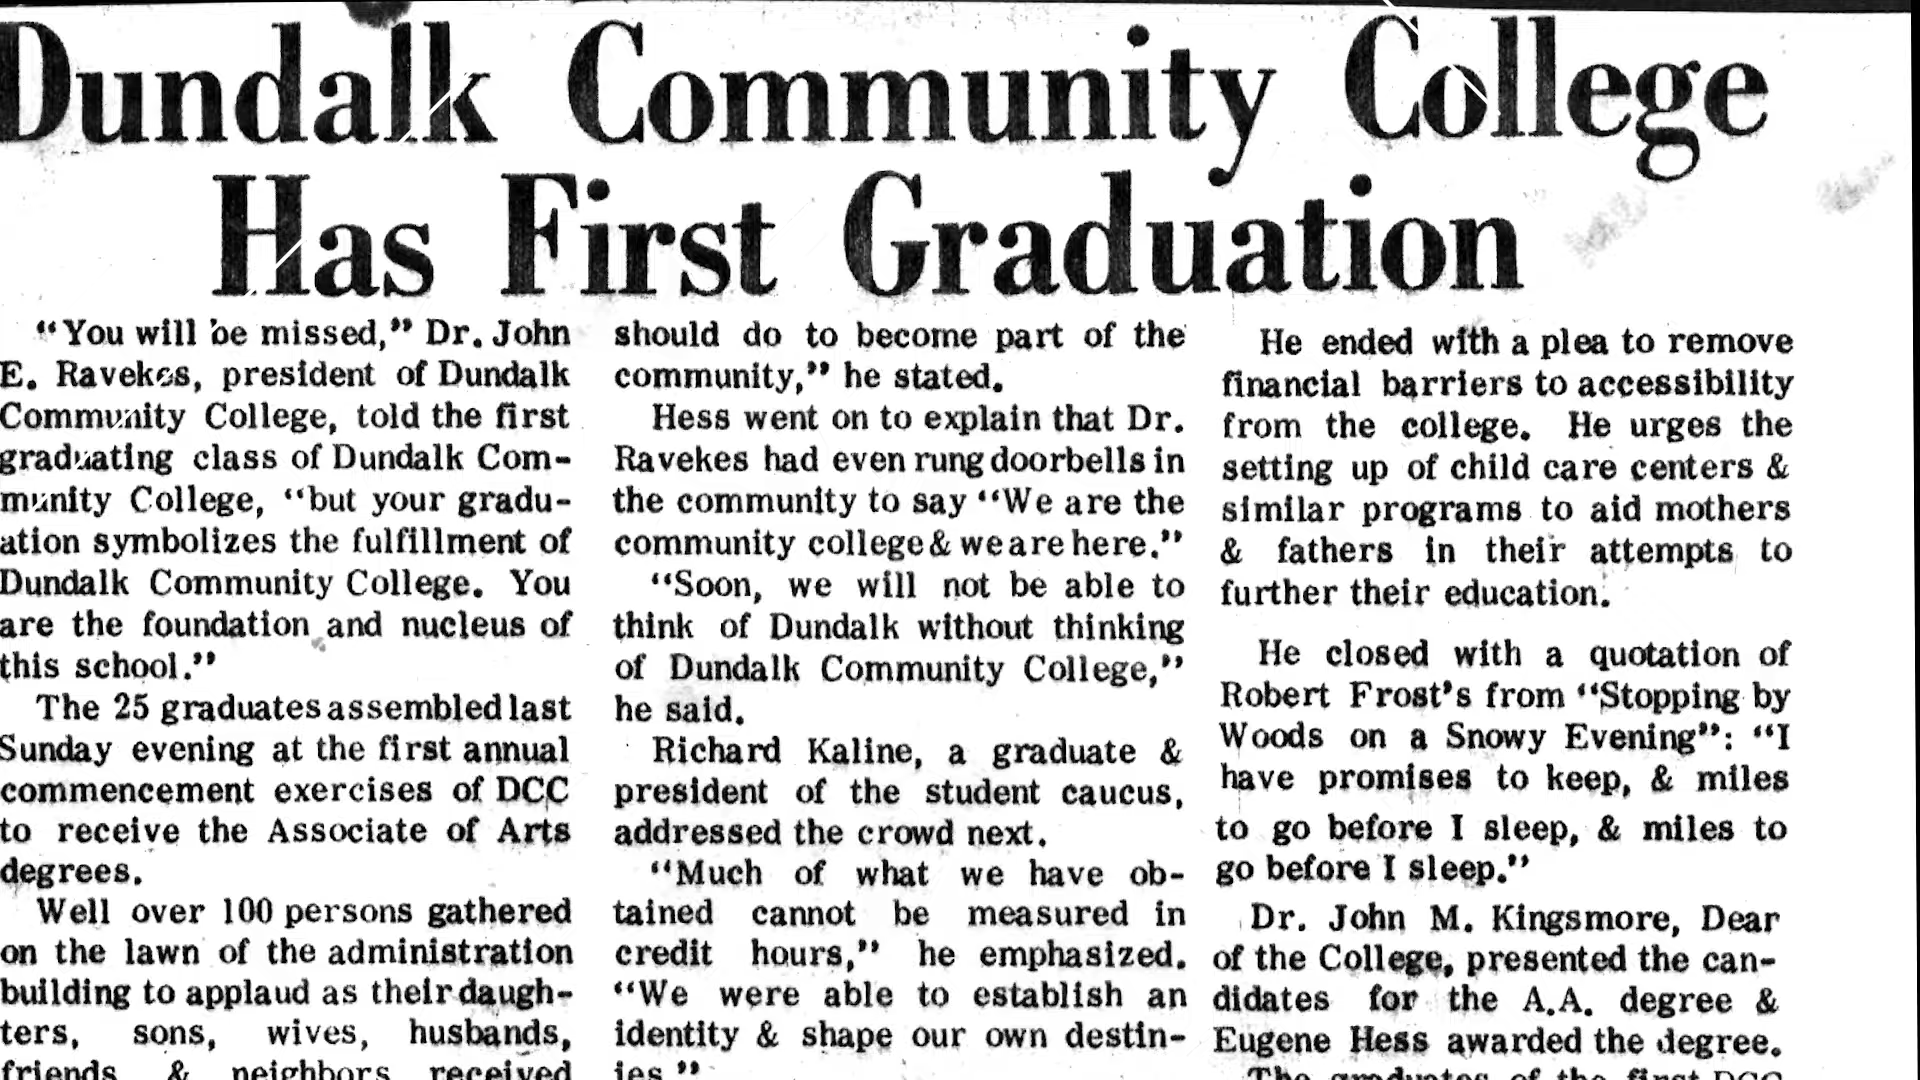 Dundalk Community College
Has First Graduation
"You will be missed," Dr. John
E. Ravekes, president of Dundalk
Community College, told the first
graduating class of Dundalk Com-
munity College, "but your gradu-
ation symbolizes the fulfillment of
Dundalk Community College. You
are the foundation and nucleus of
this school."
The 25 graduates assembled last
Sunday evening at the first annual
commencement exercises of DCC
to receive the Associate of Arts
degrees.
Well over 100 persons gathered
on the lawn of the administration
building to applaud as their daugh-
ters, sons, wives, husbands,
friends & neighbors received
should do to become part of the
community," he stated.
Hess went on to explain that Dr.
Ravekes had even rung doorbells in
the community to say "We are the
community college & we are here."
"Soon, we will not be able to
think of Dundalk without thinking
of Dundalk Community College,"
he said.
Richard Kaline, a graduate &
president of the student caucus,
addressed the crowd next.
"Much of what we have ob-
tained cannot be measured in
credit hours," he emphasized.
"We were able to establish an
identity & shape our own destin-
ies."
He ended with a plea to remove
financial barriers to accessibility
from the college. He urges the
setting up of child care centers &
similar programs to aid mothers
& fathers in their attempts to
further their education.
He closed with a quotation of
Robert Frost's from "Stopping by
Woods on a Snowy Evening": "I
have promises to keep, & miles
to go before I sleep, & miles to
go before I sleep."
Dr. John M. Kingsmore, Dear
of the College, presented the can-
didates for the A.A. degree &
Eugene Hess awarded the degree.
The graduates of the first DCC